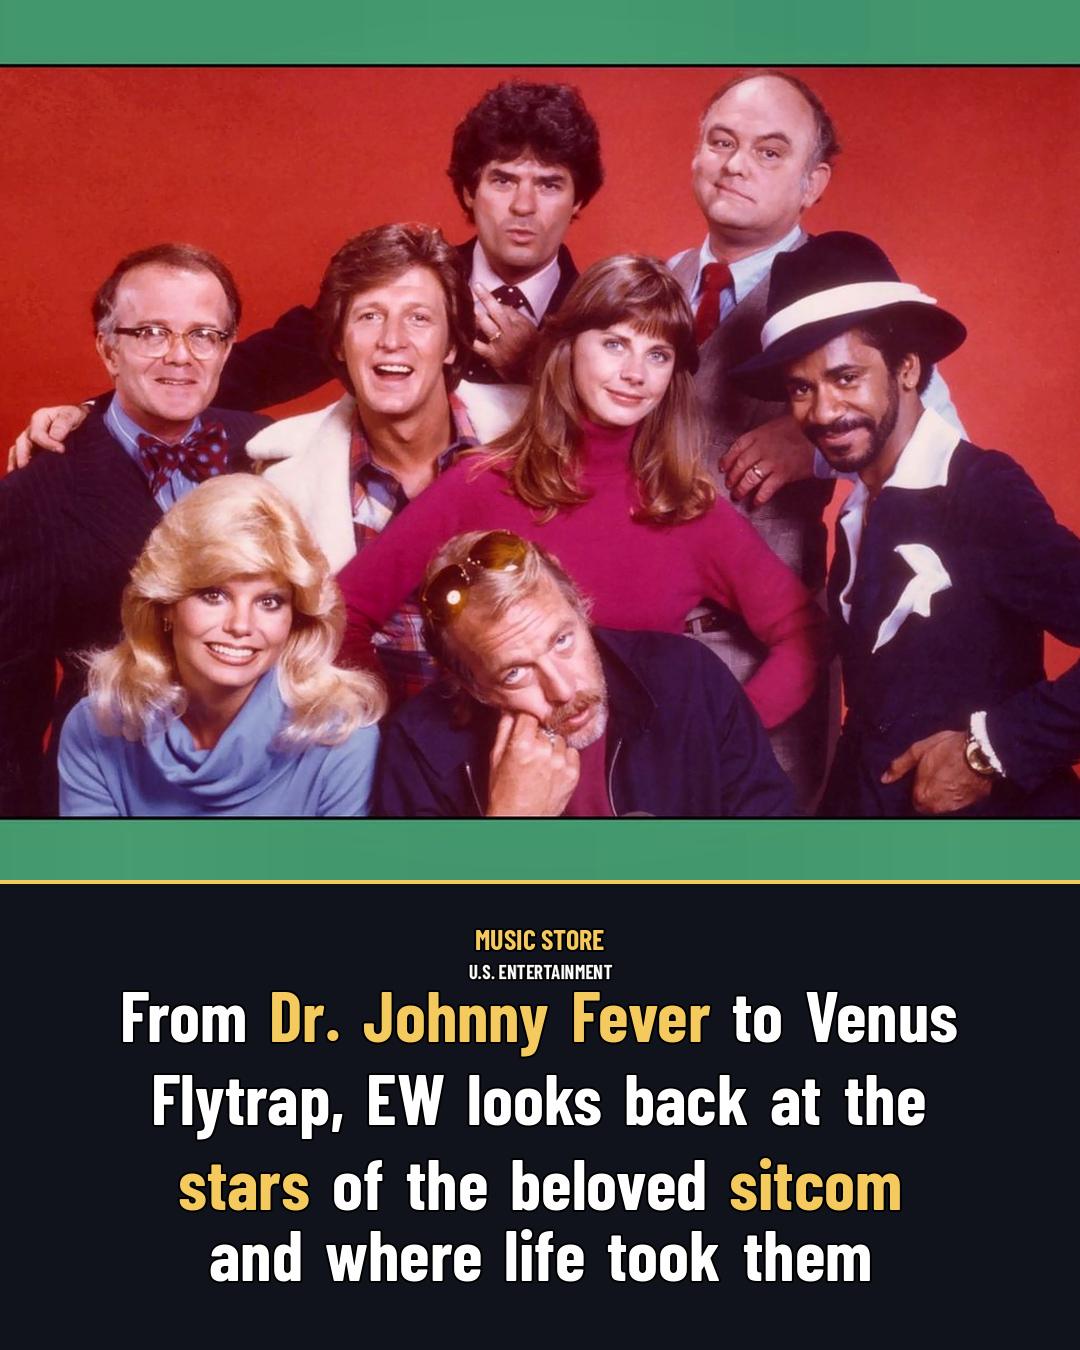 MUSIC STORE
U.S. ENTERTAINMENT
From Dr. Johnny Fever to Venus
Flytrap, EW looks back at the
stars of the beloved sitcom
and where life took them